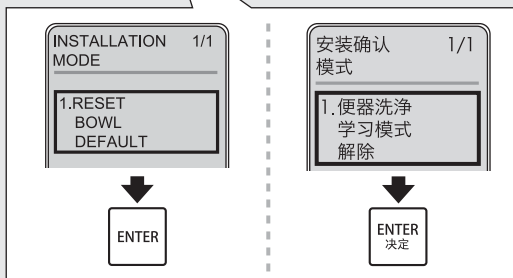 INSTALLATION 1/1
MODE
1.RESET
BOWL
DEFAULT
ENTER
安装确认 1/1
模式
1.便器洗浄
学习模式
解除
ENTER
决定